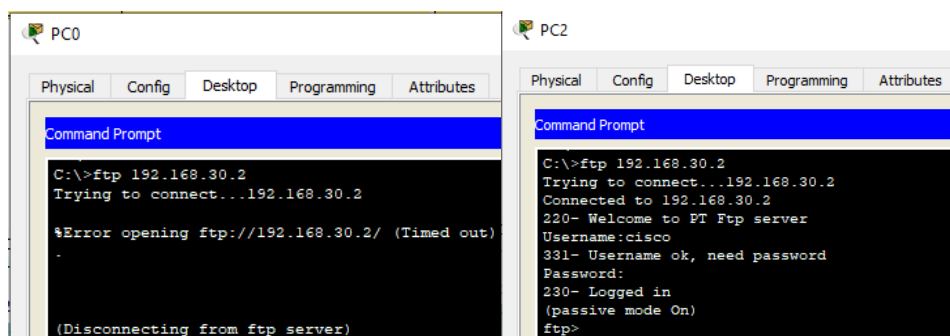 PC0
Physical Config Desktop Programming Attributes
Command Prompt
C:\>ftp 192.168.30.2
Trying to connect...192.168.30.2
%Error opening ftp://192.168.30.2/ (Timed out)
.
(Disconnecting from ftp server)
PC2
Physical Config Desktop Programming Attributes
Command Prompt
C:\>ftp 192.168.30.2
Trying to connect...192.168.30.2
Connected to 192.168.30.2
220- Welcome to PT Ftp server
Username:cisco
331- Username ok, need password
Password:
230- Logged in
(passive mode On)
ftp>